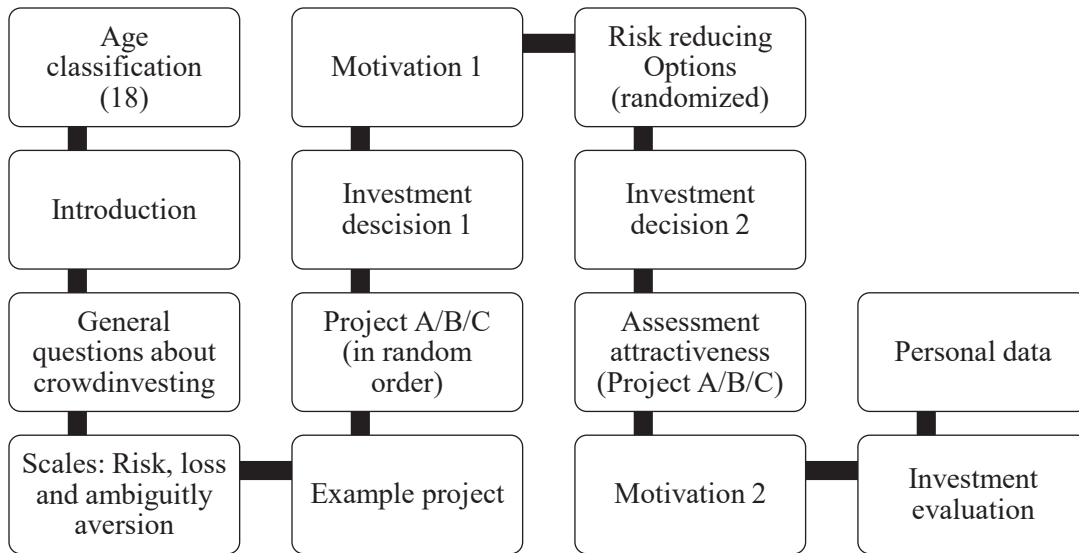 Age
classification
(18)
Introduction
General
questions about
crowdinvesting
Scales: Risk, loss
and ambiguitly
aversion
Example project
Project A/B/C
(in random
order)
Investment
descision 1
Motivation 1
Risk reducing
Options
(randomized)
Investment
decision 2
Assessment
attractiveness
(Project A/B/C)
Motivation 2
Investment
evaluation
Personal data